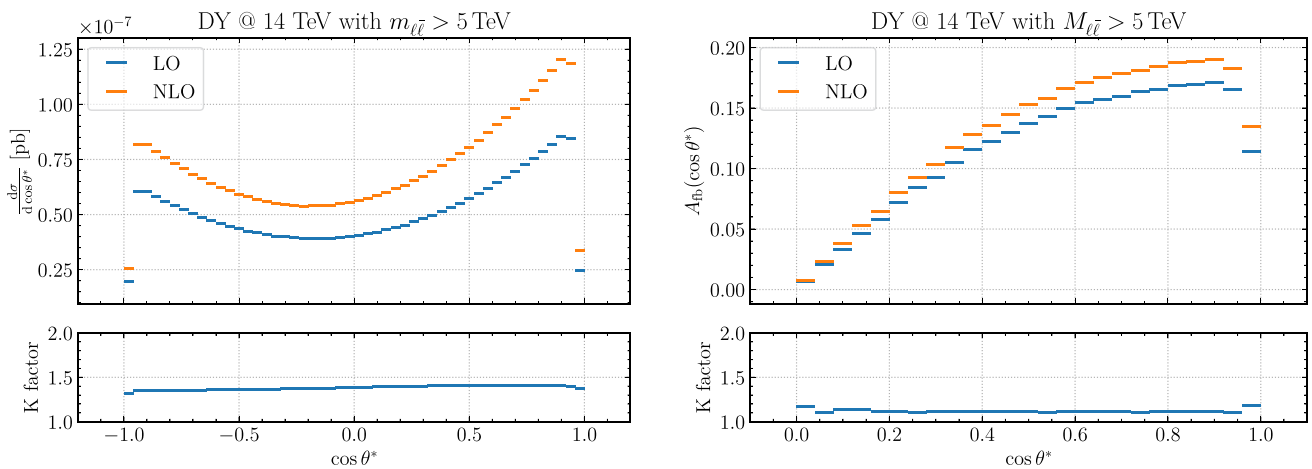 DY @ 14 TeV with m_{ℓℓ̄} > 5 TeV
×10⁻⁷
LO
NLO
1.25
1.00
0.75
0.50
0.25
dσ/d cos θ* [pb]
2.0
1.5
1.0
K factor
−1.0 −0.5 0.0 0.5 1.0
cos θ*
DY @ 14 TeV with M_{ℓℓ̄} > 5 TeV
LO
NLO
0.20
0.15
0.10
0.05
0.00
A_{fb}(cos θ*)
2.0
1.5
1.0
K factor
0.0 0.2 0.4 0.6 0.8 1.0
cos θ*